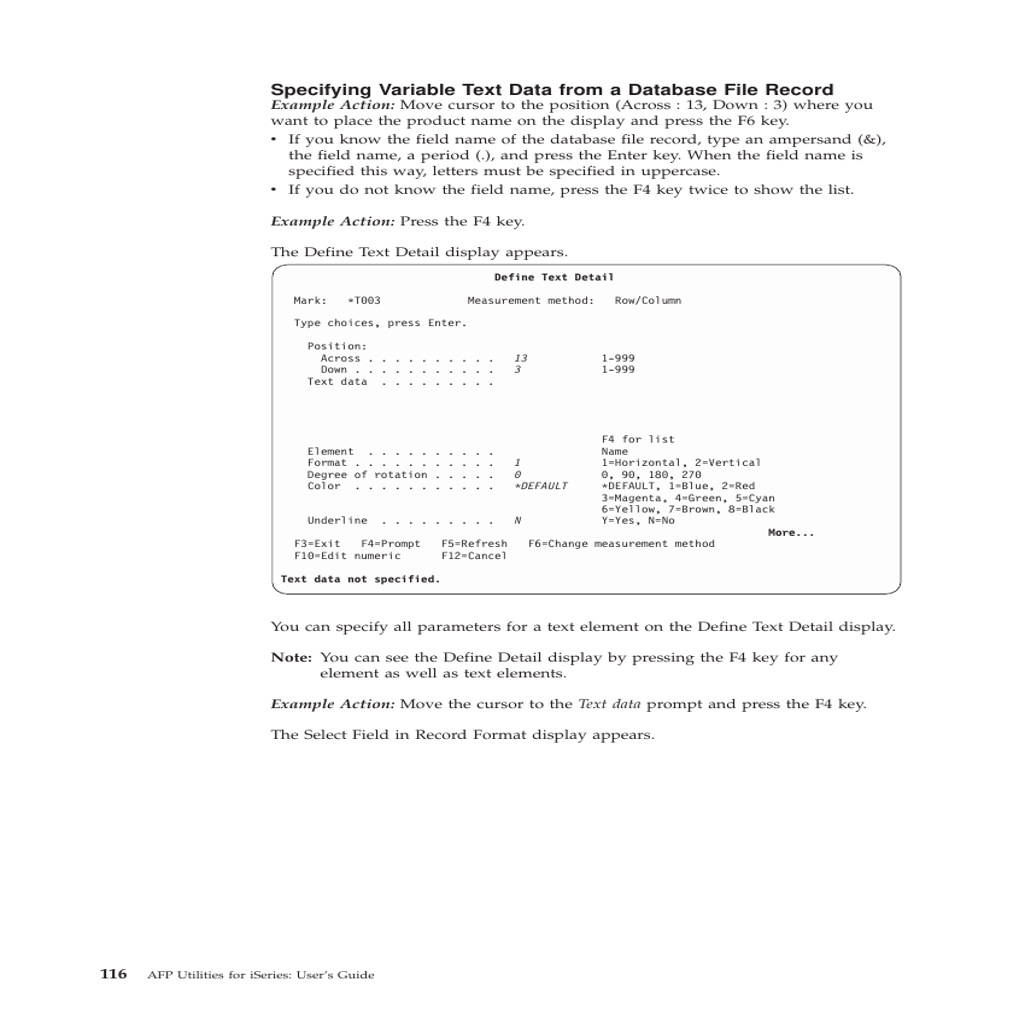 Specifying Variable Text Data from a Database File Record
Example Action: Move cursor to the position (Across : 13, Down : 3) where you
want to place the product name on the display and press the F6 key.
• If you know the field name of the database file record, type an ampersand (&),
the field name, a period (.), and press the Enter key. When the field name is
specified this way, letters must be specified in uppercase.
• If you do not know the field name, press the F4 key twice to show the list.
Example Action: Press the F4 key.
The Define Text Detail display appears.
Define Text Detail
Mark: *T003 Measurement method: Row/Column
Type choices, press Enter.
Position:
Across . . . . . . . . . . 13 1-999
Down . . . . . . . . . . . 3 1-999
Text data . . . . . . . . .
F4 for list
Element . . . . . . . . . . Name
Format . . . . . . . . . . . 1 1=Horizontal, 2=Vertical
Degree of rotation . . . . . 0 0, 90, 180, 270
Color . . . . . . . . . . . *DEFAULT *DEFAULT, 1=Blue, 2=Red
3=Magenta, 4=Green, 5=Cyan
6=Yellow, 7=Brown, 8=Black
Underline . . . . . . . . . N Y=Yes, N=No
More...
F3=Exit F4=Prompt F5=Refresh F6=Change measurement method
F10=Edit numeric F12=Cancel
Text data not specified.
You can specify all parameters for a text element on the Define Text Detail display.
Note: You can see the Define Detail display by pressing the F4 key for any
element as well as text elements.
Example Action: Move the cursor to the Text data prompt and press the F4 key.
The Select Field in Record Format display appears.
116 AFP Utilities for iSeries: User's Guide